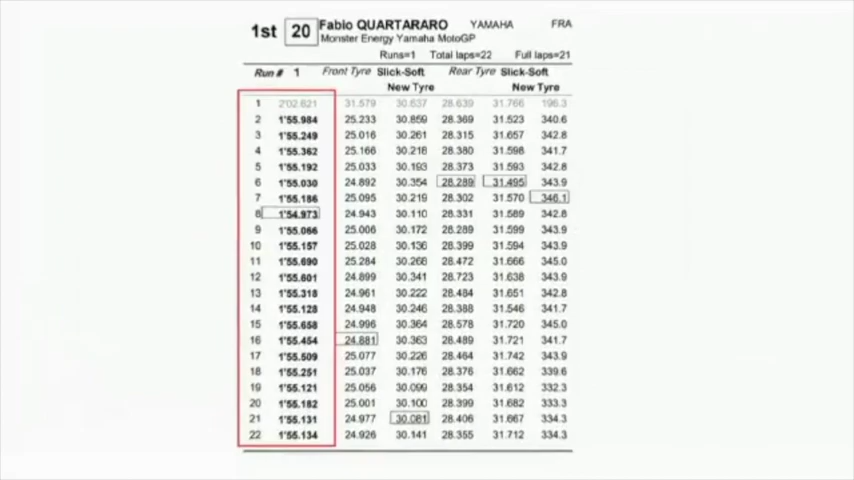 1st 20 Fabio QUARTARARO YAMAHA FRA
Monster Energy Yamaha MotoGP
Runs=1 Total laps=22 Full laps=21
Run # 1 Front Tyre Slick-Soft Rear Tyre Slick-Soft
New Tyre New Tyre
1 2'02.621 31.579 30.637 28.639 31.766 196.3
2 1'55.984 25.233 30.859 28.369 31.523 340.6
3 1'55.249 25.016 30.261 28.315 31.657 342.8
4 1'55.362 25.166 30.218 28.380 31.598 341.7
5 1'55.192 25.033 30.193 28.373 31.593 342.8
6 1'55.030 24.892 30.354 28.289 31.495 343.9
7 1'55.186 25.095 30.219 28.302 31.570 346.1
8 1'54.973 24.943 30.110 28.331 31.589 342.8
9 1'55.066 25.006 30.172 28.289 31.599 343.9
10 1'55.157 25.028 30.136 28.399 31.594 343.9
11 1'55.690 25.284 30.268 28.472 31.666 345.0
12 1'55.601 24.899 30.341 28.723 31.638 343.9
13 1'55.318 24.961 30.222 28.484 31.651 342.8
14 1'55.128 24.948 30.246 28.388 31.546 341.7
15 1'55.658 24.996 30.364 28.578 31.720 345.0
16 1'55.454 24.881 30.363 28.489 31.721 341.7
17 1'55.509 25.077 30.226 28.464 31.742 343.9
18 1'55.251 25.037 30.176 28.376 31.662 339.6
19 1'55.121 25.056 30.099 28.354 31.612 332.3
20 1'55.182 25.001 30.100 28.399 31.682 333.3
21 1'55.131 24.977 30.081 28.406 31.667 334.3
22 1'55.134 24.926 30.141 28.355 31.712 334.3